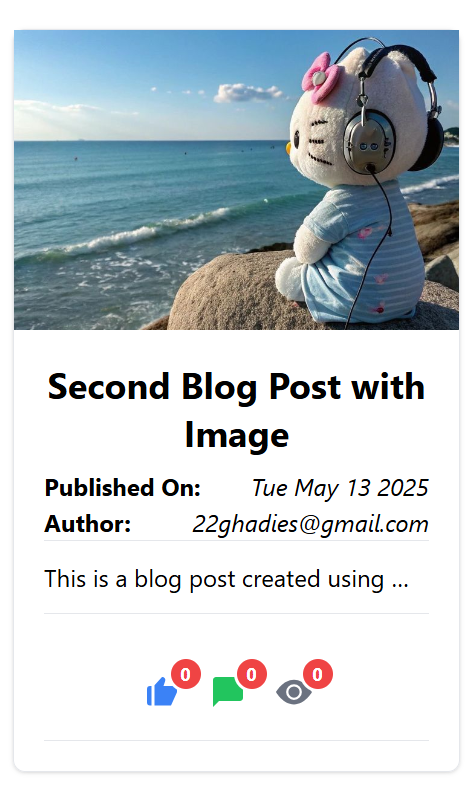 Second Blog Post with
Image
Published On: Tue May 13 2025
Author: 22ghadies@gmail.com
This is a blog post created using ...
0 0 0